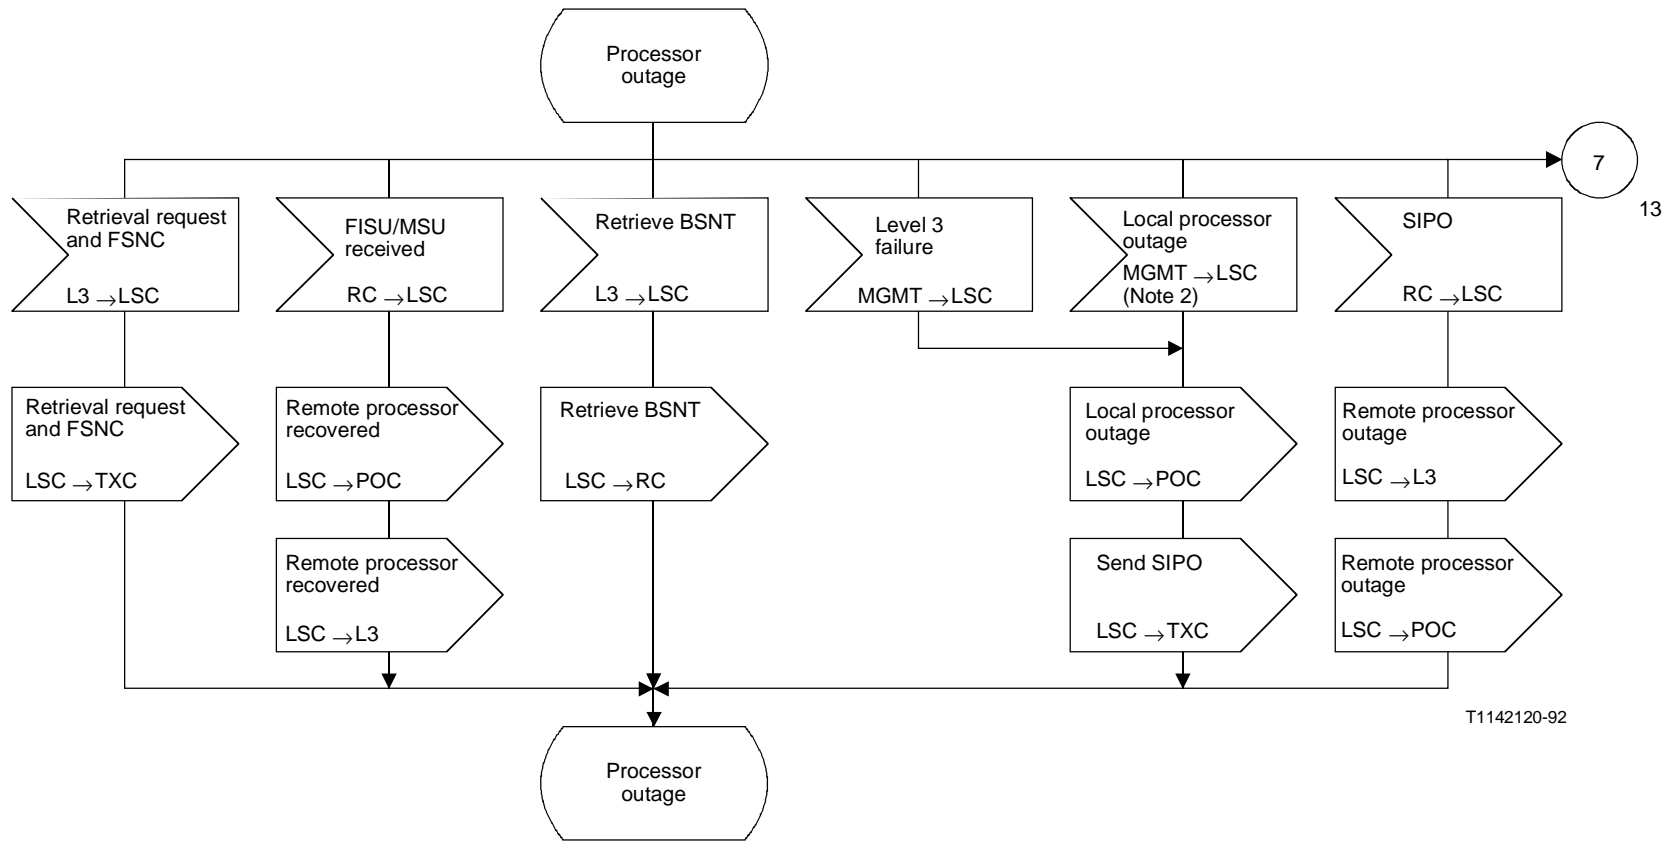 Processor
outage
7
13
Retrieval request
and FSNC
L3 →LSC
FISU/MSU
received
RC →LSC
Retrieve BSNT
L3 →LSC
Level 3
failure
MGMT →LSC
Local processor
outage
MGMT →LSC
(Note 2)
SIPO
RC →LSC
Retrieval request
and FSNC
LSC →TXC
Remote processor
recovered
LSC →POC
Retrieve BSNT
LSC →RC
Local processor
outage
LSC →POC
Remote processor
outage
LSC →L3
Remote processor
recovered
LSC →L3
Send SIPO
LSC →TXC
Remote processor
outage
LSC →POC
T1142120-92
Processor
outage